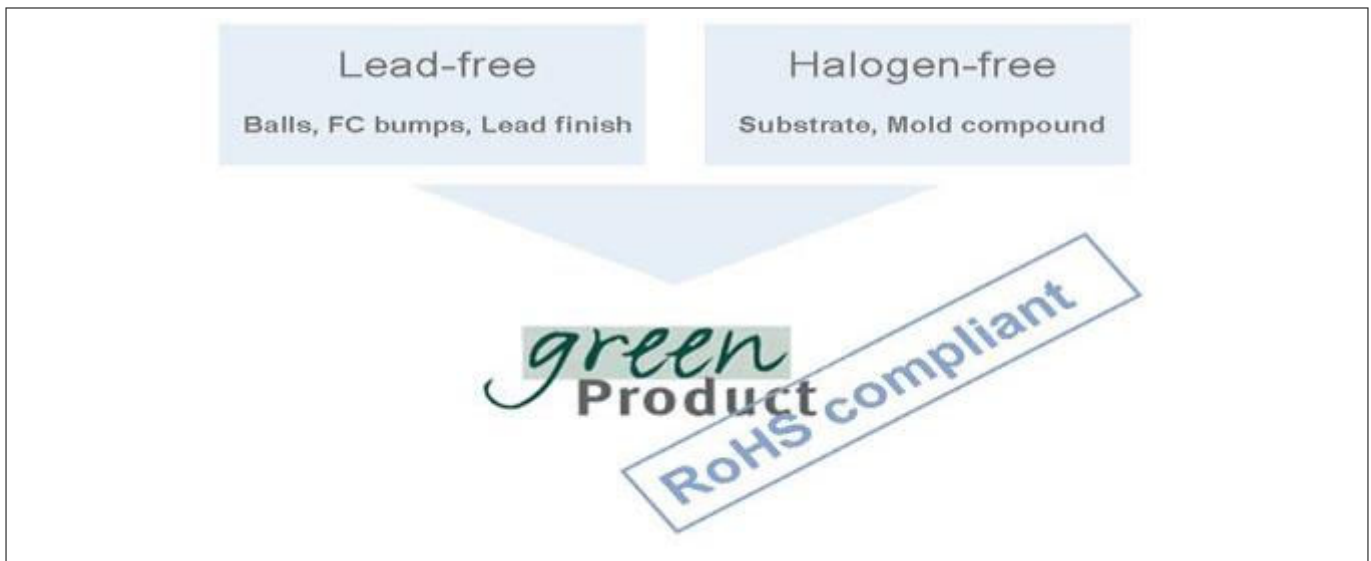 Lead-free
Balls, FC bumps, Lead finish
Halogen-free
Substrate, Mold compound
green
Product
RoHS compliant